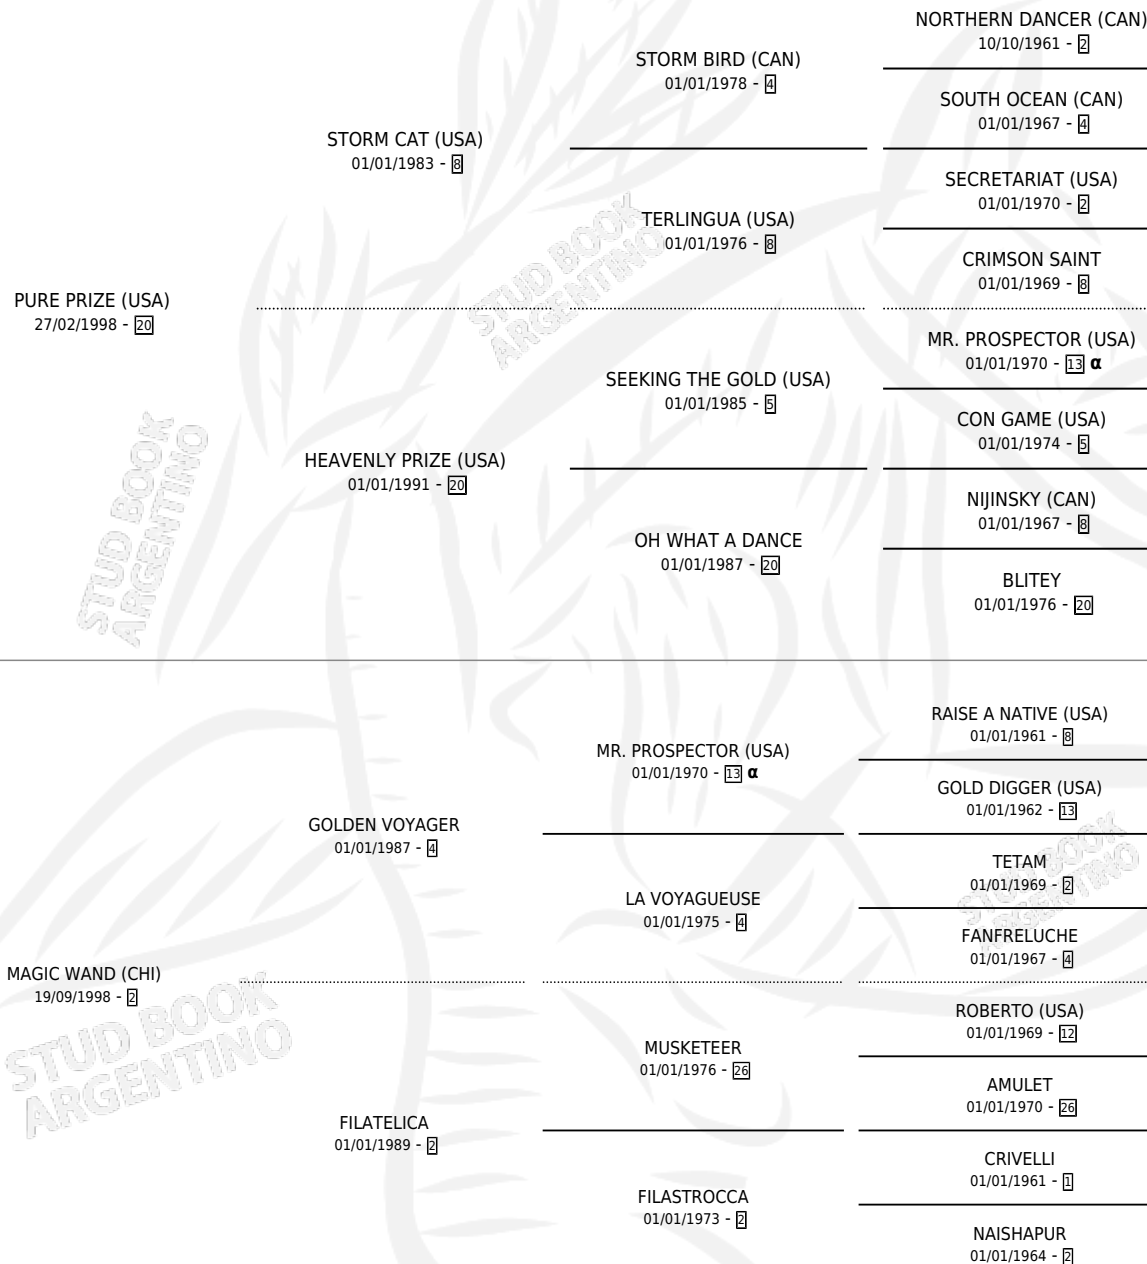 NORTHERN DANCER (CAN)
10/10/1961 - 2
STORM BIRD (CAN)
01/01/1978 - 4
SOUTH OCEAN (CAN)
01/01/1967 - 4
STORM CAT (USA)
01/01/1983 - 8
SECRETARIAT (USA)
01/01/1970 - 2
TERLINGUA (USA)
01/01/1976 - 8
CRIMSON SAINT
01/01/1969 - 8
PURE PRIZE (USA)
27/02/1998 - 20
MR. PROSPECTOR (USA)
01/01/1970 - 13 α
SEEKING THE GOLD (USA)
01/01/1985 - 5
CON GAME (USA)
01/01/1974 - 5
HEAVENLY PRIZE (USA)
01/01/1991 - 20
NIJINSKY (CAN)
01/01/1967 - 8
OH WHAT A DANCE
01/01/1987 - 20
BLITEY
01/01/1976 - 20
RAISE A NATIVE (USA)
01/01/1961 - 8
MR. PROSPECTOR (USA)
01/01/1970 - 13 α
GOLD DIGGER (USA)
01/01/1962 - 13
GOLDEN VOYAGER
01/01/1987 - 4
TETAM
01/01/1969 - 2
LA VOYAGUEUSE
01/01/1975 - 4
FANFRELUCHE
01/01/1967 - 4
MAGIC WAND (CHI)
19/09/1998 - 2
ROBERTO (USA)
01/01/1969 - 12
MUSKETEER
01/01/1976 - 26
AMULET
01/01/1970 - 26
FILATELICA
01/01/1989 - 2
CRIVELLI
01/01/1961 - 1
FILASTROCCA
01/01/1973 - 2
NAISHAPUR
01/01/1964 - 2
STUD BOOK
ARGENTINO
STUD BOOK
ARGENTINO
STUD BOOK
ARGENTINO
STUD BOOK
ARGENTINO